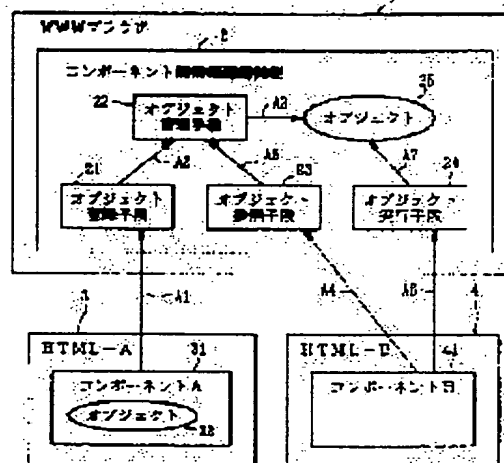 WWWブラウザ
2
コンポーネント
25
22
オブジェクト
管理手段
A3
オブジェクト
21
A2
A5
23
A7
24
オブジェクト
登録手段
オブジェクト
参照手段
オブジェクト
実行手段
A1
A4
A6
3
4
HTML-A
31
HTML-B
41
コンポーネントA
コンポーネントB
オブジェクト
32